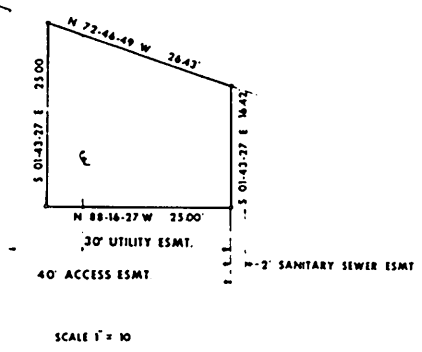 N 72-46-49 W 26.43'
S 01-43-27 E 25.00
S 01-43-27 E 16.42
℄
N 88-16-27 W 25.00'
30' UTILITY ESMT.
2' SANITARY SEWER ESMT
40' ACCESS ESMT
SCALE 1" = 10